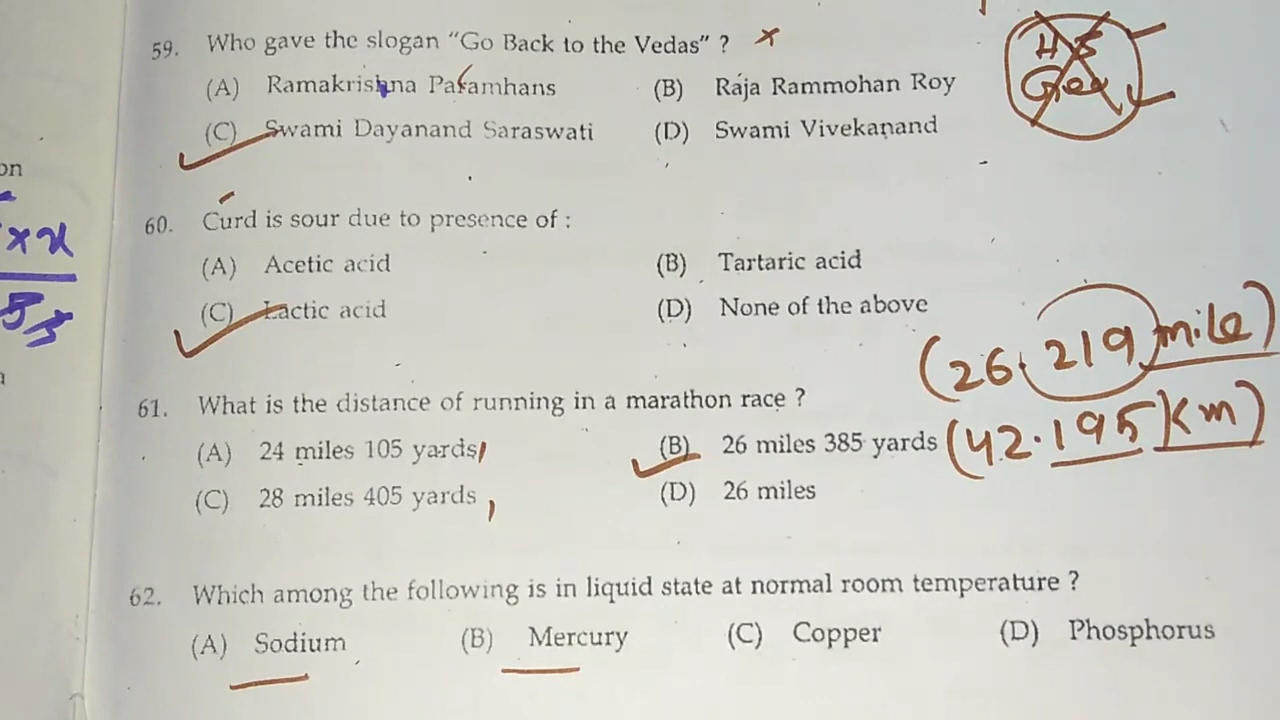 59. Who gave the slogan "Go Back to the Vedas" ?
(A) Ramakrishna Paramhans (B) Raja Rammohan Roy
(C) Swami Dayanand Saraswati (D) Swami Vivekanand
on
xx
60. Curd is sour due to presence of :
(A) Acetic acid (B) Tartaric acid
(C) Lactic acid (D) None of the above
(26.219 mile)
61. What is the distance of running in a marathon race ?
(A) 24 miles 105 yards (B) 26 miles 385 yards (42.195 Km)
(C) 28 miles 405 yards (D) 26 miles
62. Which among the following is in liquid state at normal room temperature ?
(A) Sodium (B) Mercury (C) Copper (D) Phosphorus